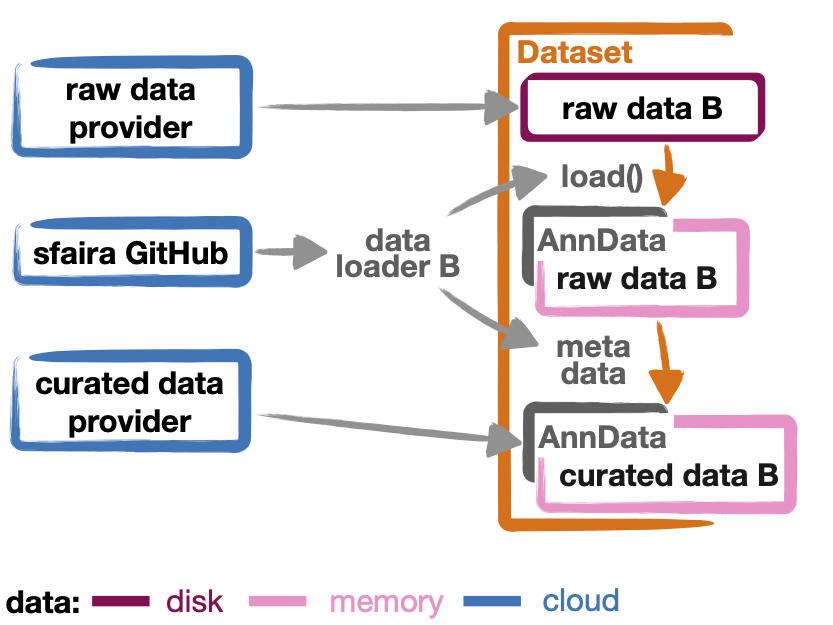 Dataset
raw data
provider
raw data B
load()
sfaira GitHub
data
loader B
AnnData
raw data B
meta
data
curated data
provider
AnnData
curated data B
data: disk memory cloud